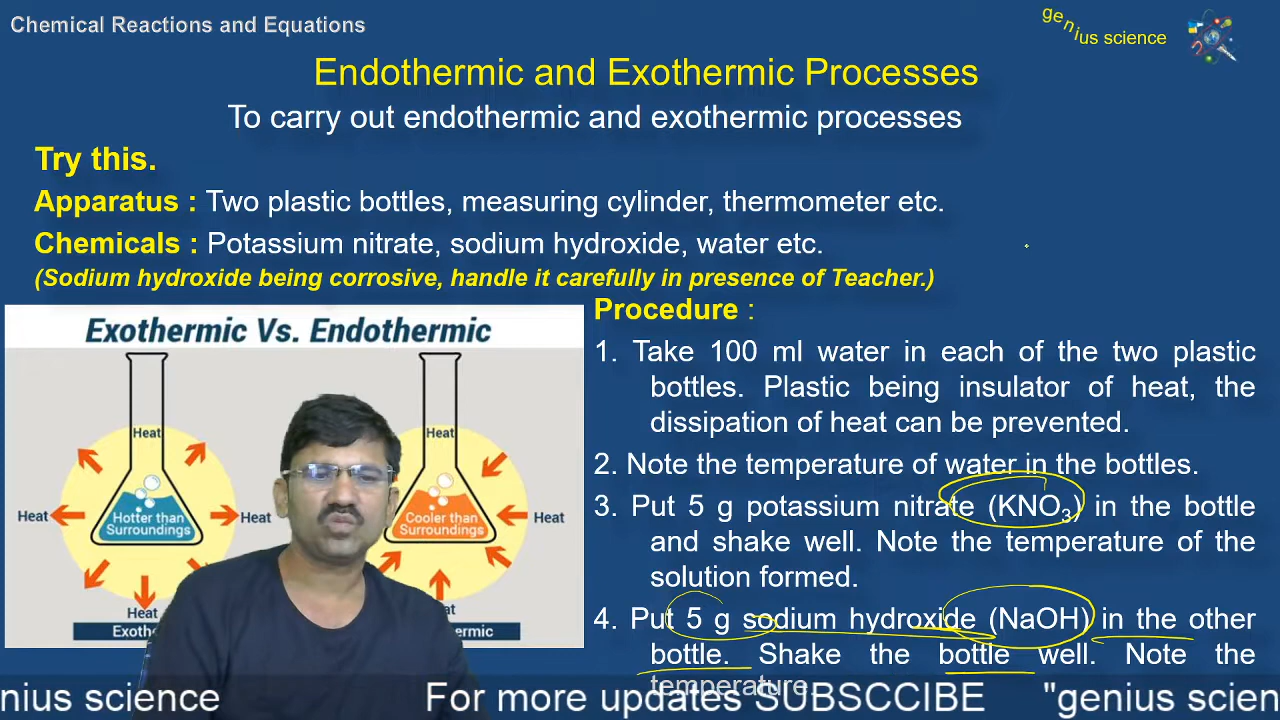 Chemical Reactions and Equations
genius science
Endothermic and Exothermic Processes
To carry out endothermic and exothermic processes
Try this.
Apparatus : Two plastic bottles, measuring cylinder, thermometer etc.
Chemicals : Potassium nitrate, sodium hydroxide, water etc.
(Sodium hydroxide being corrosive, handle it carefully in presence of Teacher.)
Exothermic Vs. Endothermic
Heat
Heat
Hotter than
Surroundings
Heat
Heat
Heat
Cooler than
Surroundings
Heat
Heat
Procedure :
1. Take 100 ml water in each of the two plastic
bottles. Plastic being insulator of heat, the
dissipation of heat can be prevented.
2. Note the temperature of water in the bottles.
3. Put 5 g potassium nitrate (KNO₃) in the bottle
and shake well. Note the temperature of the
solution formed.
4. Put 5 g sodium hydroxide (NaOH) in the other
bottle. Shake the bottle well. Note the
temperature.
nius science For more updates SUBSCCIBE "genius scien